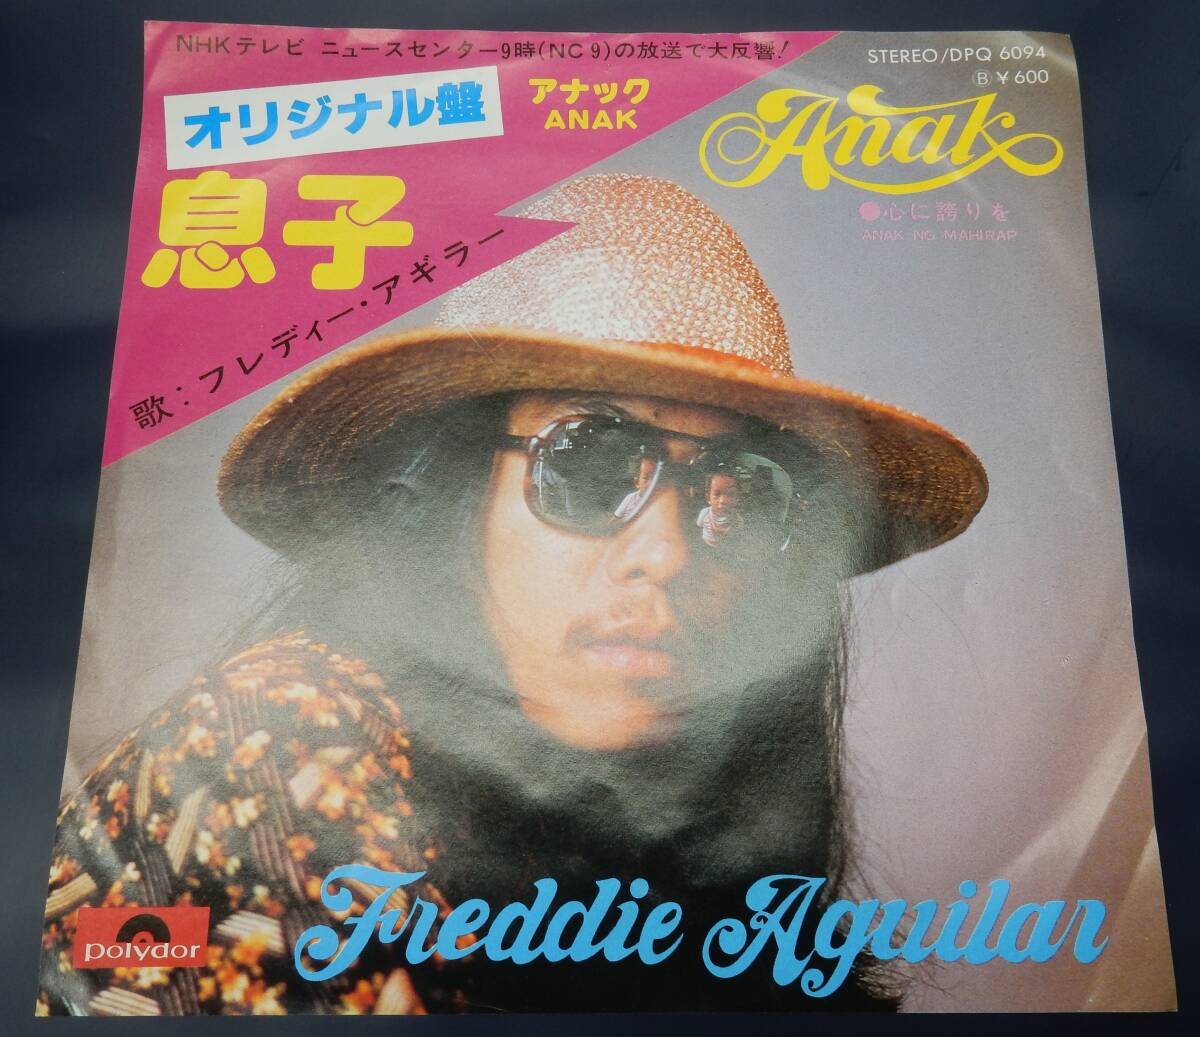 NHKテレビ ニュースセンター9時(NC9)の放送で大反響!
オリジナル盤
アナック
ANAK
息子
歌:フレディー・アギラー
STEREO/DPQ 6094
Ⓑ ¥600
Anak
●心に誇りを
ANAK NG MAHIRAP
Freddie Aguilar
polydor